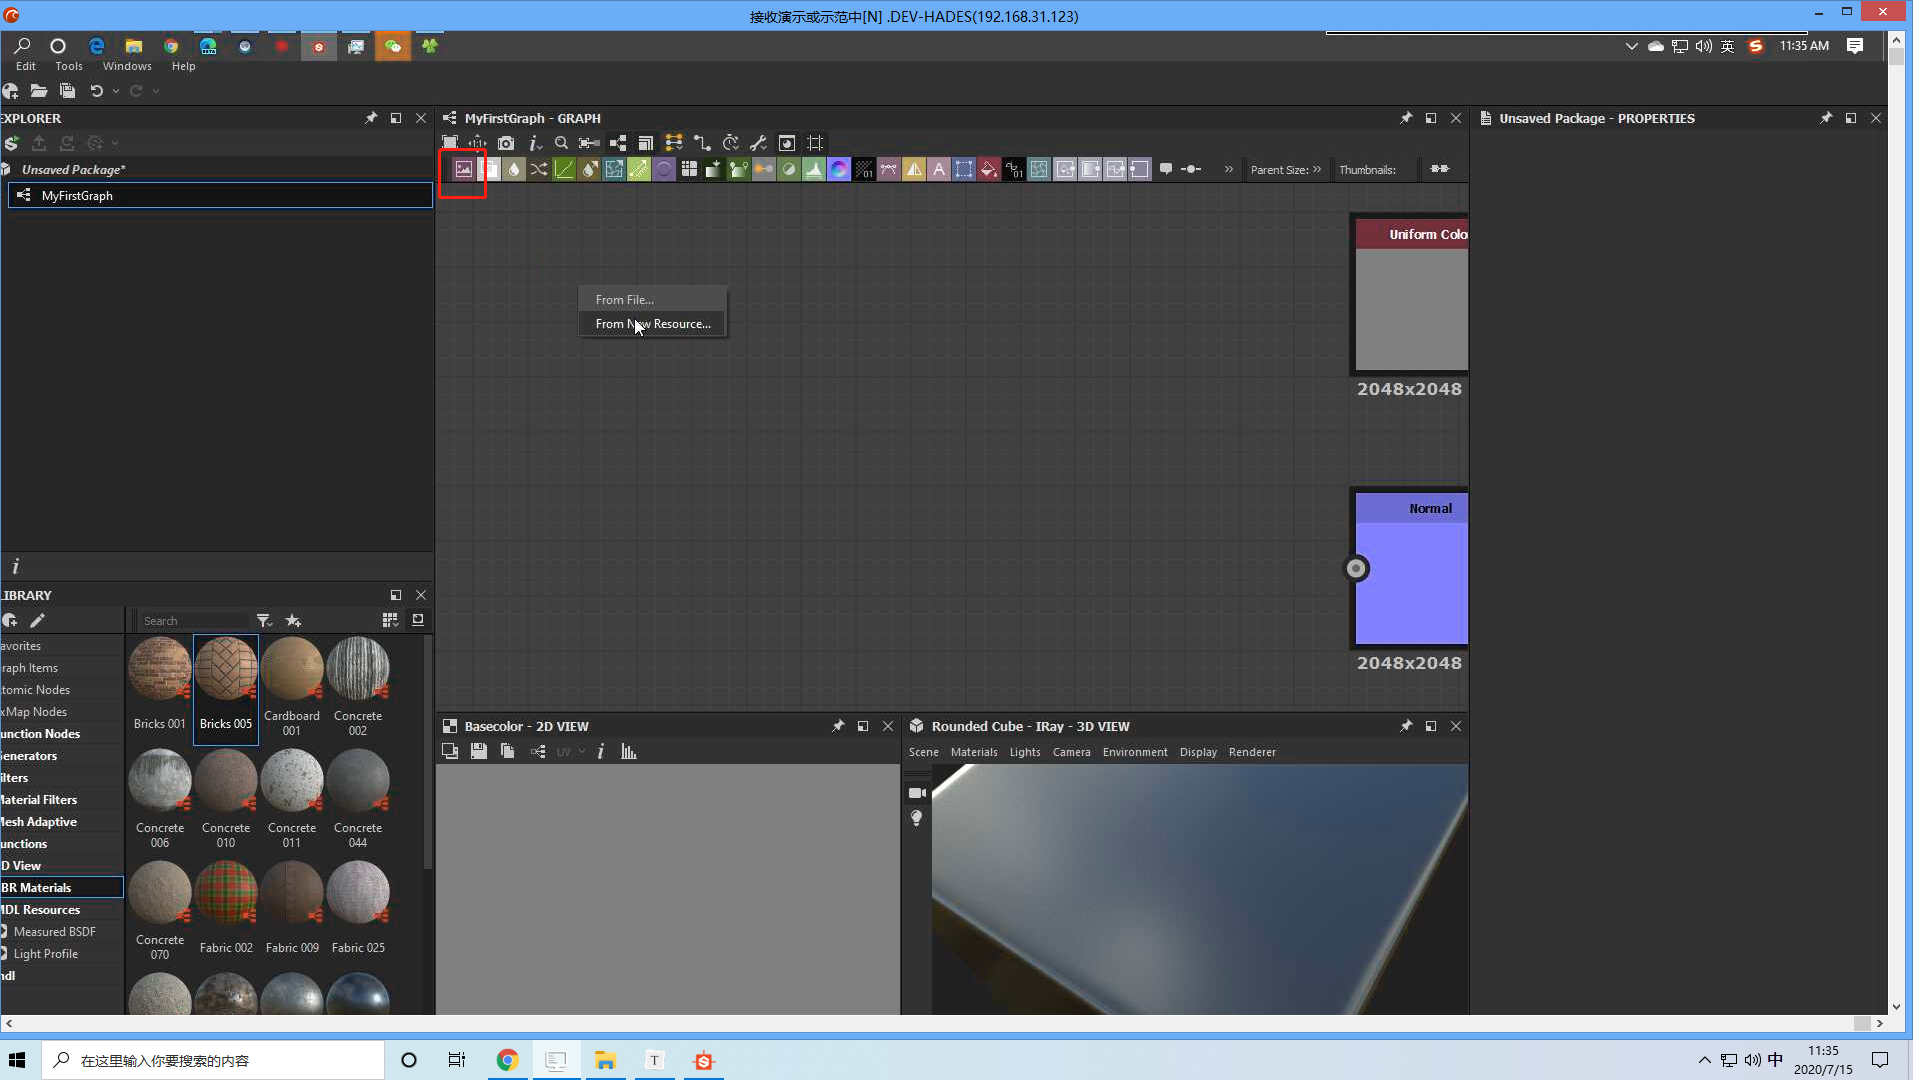 接收演示或示范中[N] .DEV-HADES(192.168.31.123)
英
11:35 AM
Edit Tools Windows Help
EXPLORER
MyFirstGraph - GRAPH
Unsaved Package - PROPERTIES
Unsaved Package*
Parent Size: »
Thumbnails:
MyFirstGraph
Uniform Colo
From File...
From New Resource...
2048x2048
Normal
2048x2048
LIBRARY
Search
avorites
raph Items
tomic Nodes
xMap Nodes
unction Nodes
enerators
ilters
aterial Filters
esh Adaptive
unctions
D View
BR Materials
MDL Resources
Measured BSDF
Light Profile
mdl
Bricks 001
Bricks 005
Cardboard 001
Concrete 002
Concrete 006
Concrete 010
Concrete 011
Concrete 044
Concrete 070
Fabric 002
Fabric 009
Fabric 025
Basecolor - 2D VIEW
UV
Rounded Cube - IRay - 3D VIEW
Scene Materials Lights Camera Environment Display Renderer
在这里输入你要搜索的内容
中
11:35
2020/7/15